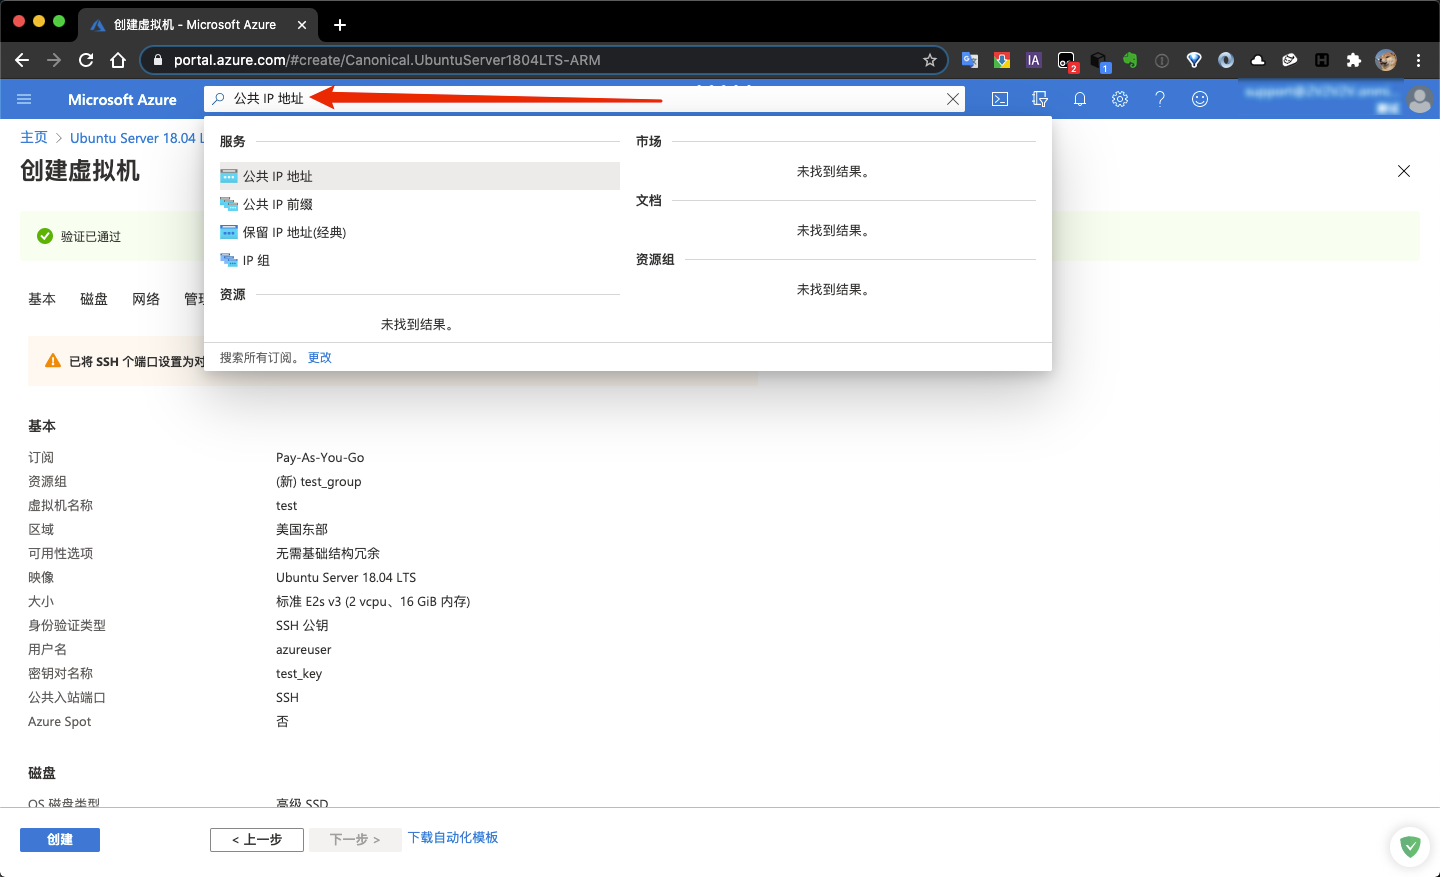 创建虚拟机 - Microsoft Azure
portal.azure.com/#create/Canonical.UbuntuServer1804LTS-ARM
IA
2
1
H
Microsoft Azure
公共 IP 地址
主页 > Ubuntu Server 18.04 L
创建虚拟机
服务
公共 IP 地址
公共 IP 前缀
保留 IP 地址(经典)
IP 组
资源
未找到结果。
市场
未找到结果。
文档
未找到结果。
资源组
未找到结果。
搜索所有订阅。 更改
验证已通过
基本 磁盘 网络 管理
已将 SSH 个端口设置为对
基本
订阅 Pay-As-You-Go
资源组 (新) test_group
虚拟机名称 test
区域 美国东部
可用性选项 无需基础结构冗余
映像 Ubuntu Server 18.04 LTS
大小 标准 E2s v3 (2 vcpu、16 GiB 内存)
身份验证类型 SSH 公钥
用户名 azureuser
密钥对名称 test_key
公共入站端口 SSH
Azure Spot 否
磁盘
OS 磁盘类型 高级 SSD
创建 < 上一步 下一步 > 下载自动化模板